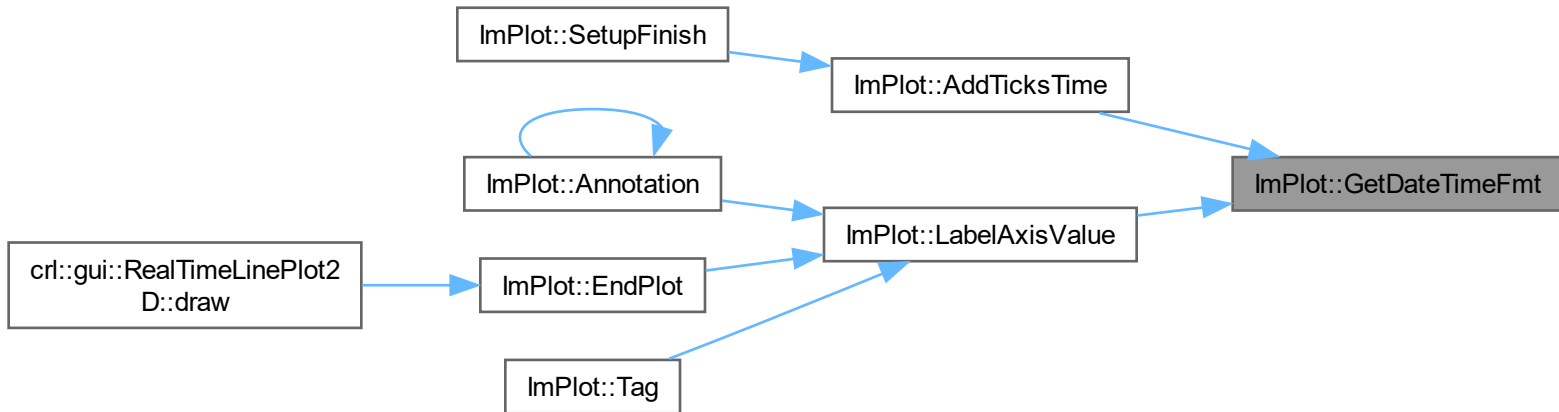 ImPlot::SetupFinish
ImPlot::AddTicksTime
ImPlot::Annotation
ImPlot::GetDateTimeFmt
ImPlot::LabelAxisValue
crl::gui::RealTimeLinePlot2
D::draw
ImPlot::EndPlot
ImPlot::Tag